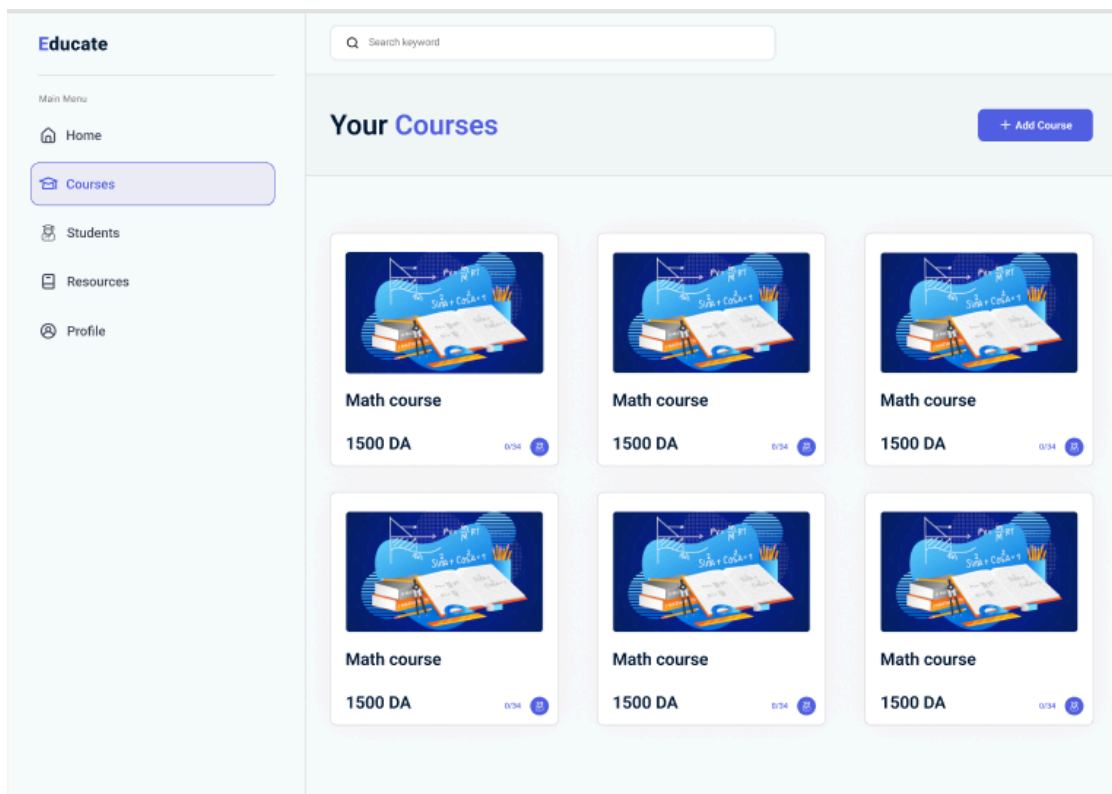 Educate
Search keyword
Main Menu
Home
Courses
Students
Resources
Profile
Your Courses
+ Add Course
Math course
1500 DA
0/34
Math course
1500 DA
0/34
Math course
1500 DA
0/34
Math course
1500 DA
0/34
Math course
1500 DA
0/34
Math course
1500 DA
0/34